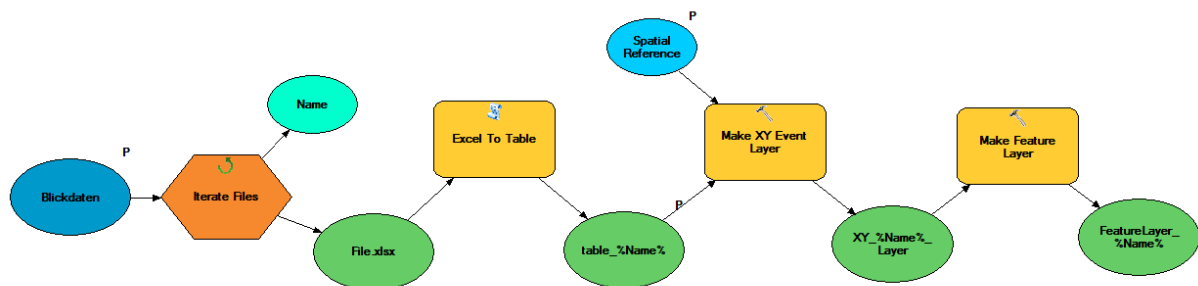 P
Blickdaten
Iterate Files
Name
File.xlsx
Excel To Table
table_%Name%
P
Spatial
Reference
P
Make XY Event
Layer
XY_%Name%_
Layer
Make Feature
Layer
FeatureLayer_
%Name%